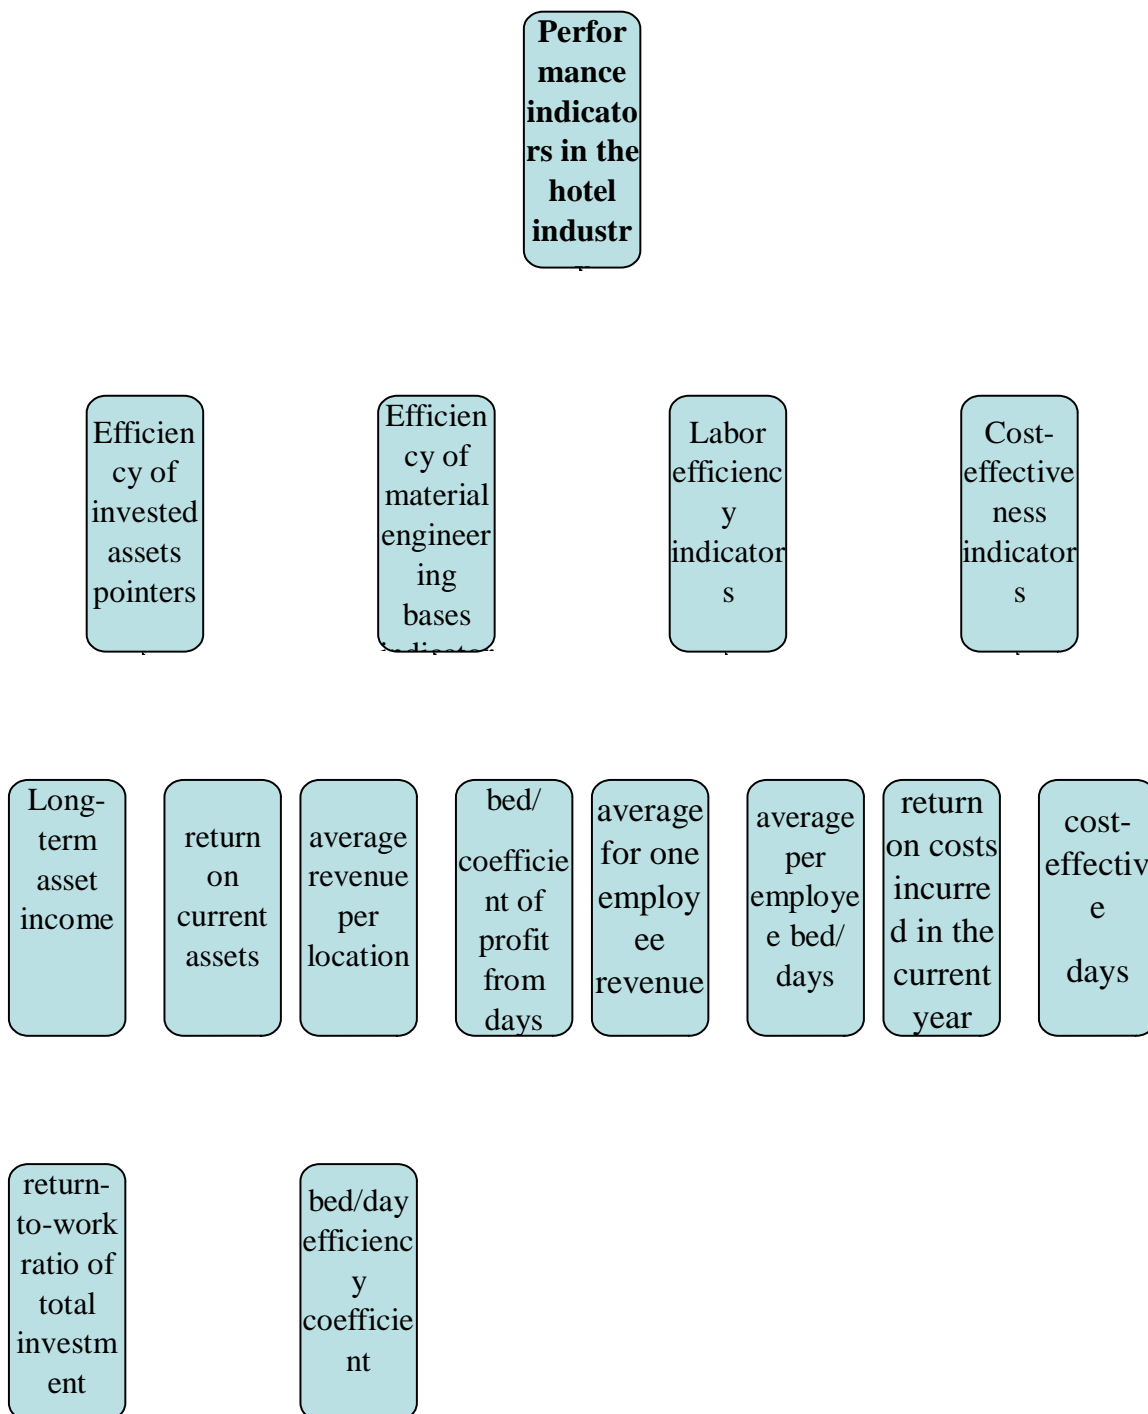 Perfor
mance
indicato
rs in the
hotel
industr
Efficien
cy of
invested
assets
pointers
Efficien
cy of
material
engineer
ing
bases
indicator
Labor
efficienc
y
indicator
s
Cost-
effective
ness
indicator
s
Long-
term
asset
income
return
on
current
assets
average
revenue
per
location
bed/
coefficie
nt of
profit
from
days
average
for one
employ
ee
revenue
average
per
employe
e bed/
days
return
on costs
incurre
d in the
current
year
cost-
effectiv
e
days
return-
to-work
ratio of
total
investm
ent
bed/day
efficienc
y
coefficie
nt